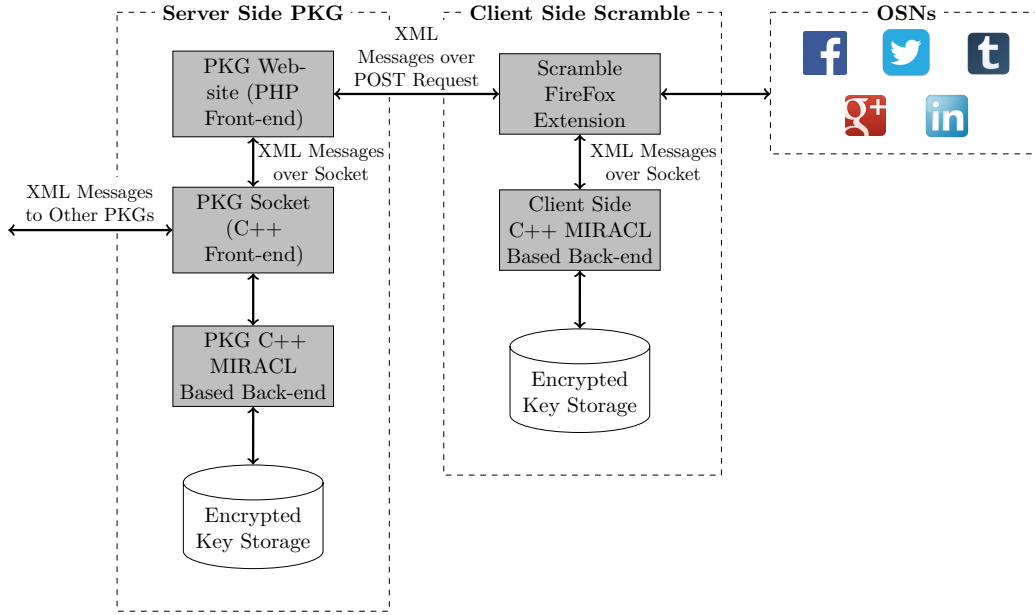 Server Side PKG
Client Side Scramble
OSNs
PKG Web-
site (PHP
Front-end)
XML
Messages over
POST Request
Scramble
FireFox
Extension
f
t
g+
in
XML Messages
over Socket
XML Messages
over Socket
XML Messages
to Other PKGs
PKG Socket
(C++
Front-end)
Client Side
C++ MIRACL
Based Back-end
PKG C++
MIRACL
Based Back-end
Encrypted
Key Storage
Encrypted
Key Storage